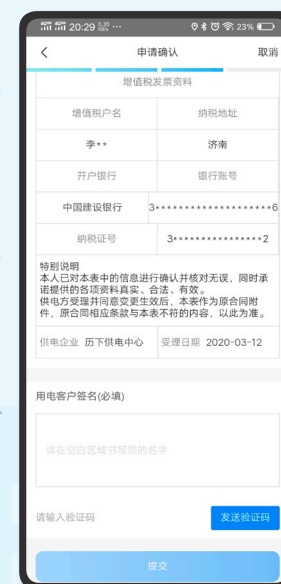 20:29
23%
申请确认
取消
增值税发票资料
增值税户名 纳税地址
李** 济南
开户银行 银行账号
中国建设银行 3*********************6
纳税证号 3****************2
特别说明
本人已对本表中的信息进行确认并核对无误，同时承
诺提供的各项资料真实、合法、有效。
供电方受理并同意变更生效后，本表作为原合同附
件，原合同相应条款与本表不符的内容，以此为准。
供电企业 历下供电中心 受理日期 2020-03-12
用电客户签名(必填)
请在空白区域书写您的名字
请输入验证码
发送验证码
提交